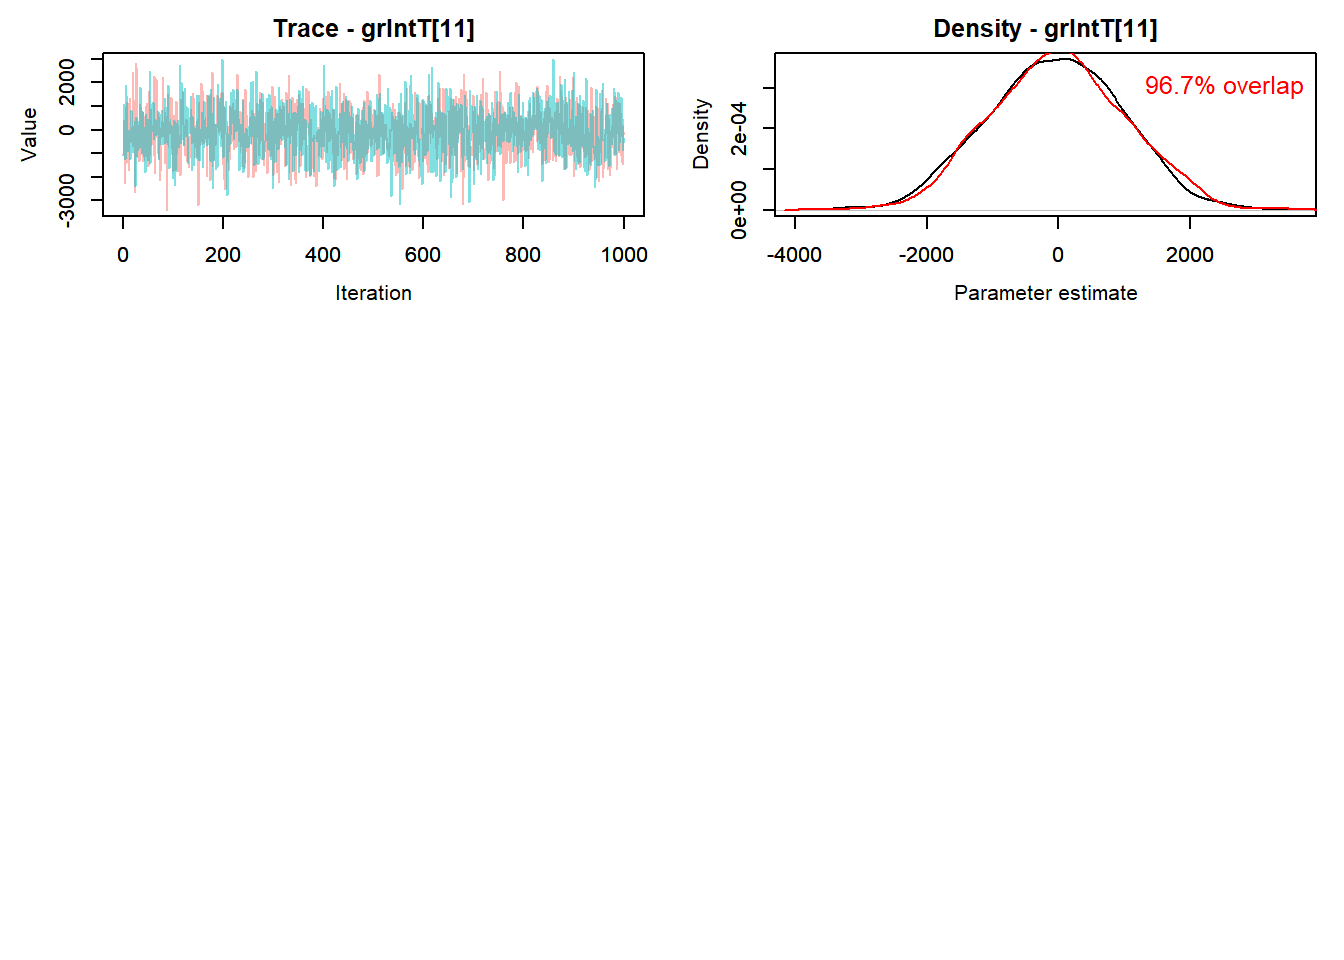 Trace - grIntT[11]
Value
-3000 0 2000
0 200 400 600 800 1000
Iteration
Density - grIntT[11]
96.7% overlap
Density
0e+00 2e-04
-4000 -2000 0 2000
Parameter estimate